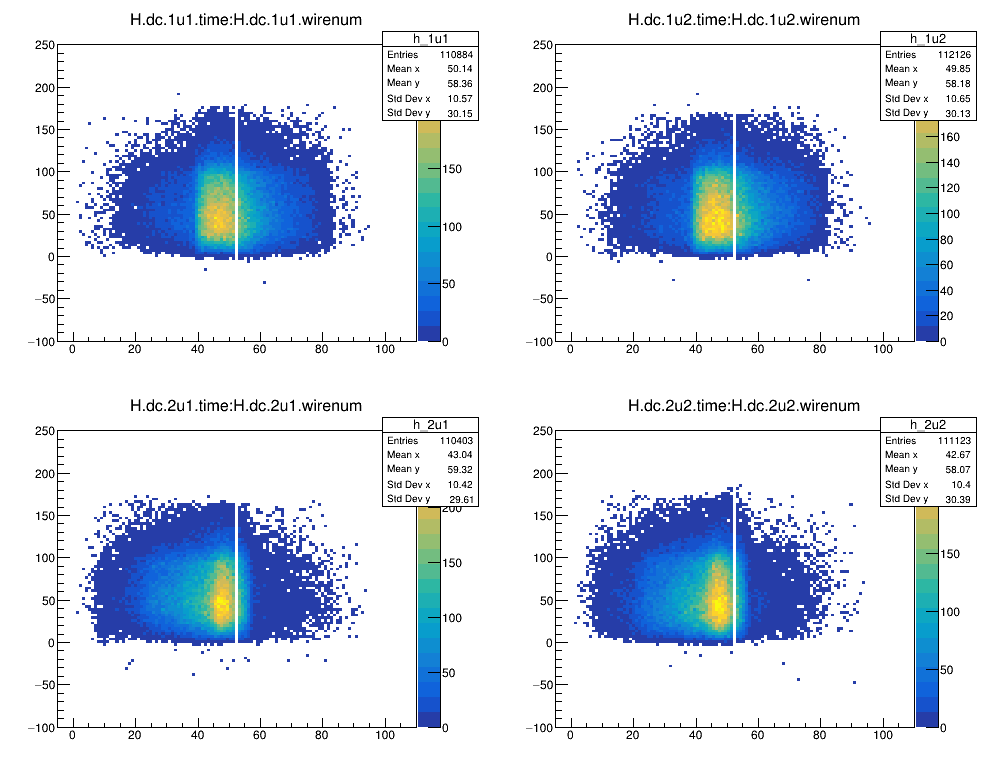 H.dc.1u1.time:H.dc.1u1.wirenum
h_1u1
Entries 110884
Mean x 50.14
Mean y 58.36
Std Dev x 10.57
Std Dev y 30.15
250
200
150
100
50
0
−50
−100
0 20 40 60 80 100
150
100
50
0
H.dc.1u2.time:H.dc.1u2.wirenum
h_1u2
Entries 112126
Mean x 49.85
Mean y 58.18
Std Dev x 10.65
Std Dev y 30.13
250
200
150
100
50
0
−50
−100
0 20 40 60 80 100
160
140
120
100
80
60
40
20
0
H.dc.2u1.time:H.dc.2u1.wirenum
h_2u1
Entries 110403
Mean x 43.04
Mean y 59.32
Std Dev x 10.42
Std Dev y 29.61
250
200
150
100
50
0
−50
−100
0 20 40 60 80 100
200
150
100
50
0
H.dc.2u2.time:H.dc.2u2.wirenum
h_2u2
Entries 111123
Mean x 42.67
Mean y 58.07
Std Dev x 10.4
Std Dev y 30.39
250
200
150
100
50
0
−50
−100
0 20 40 60 80 100
150
100
50
0